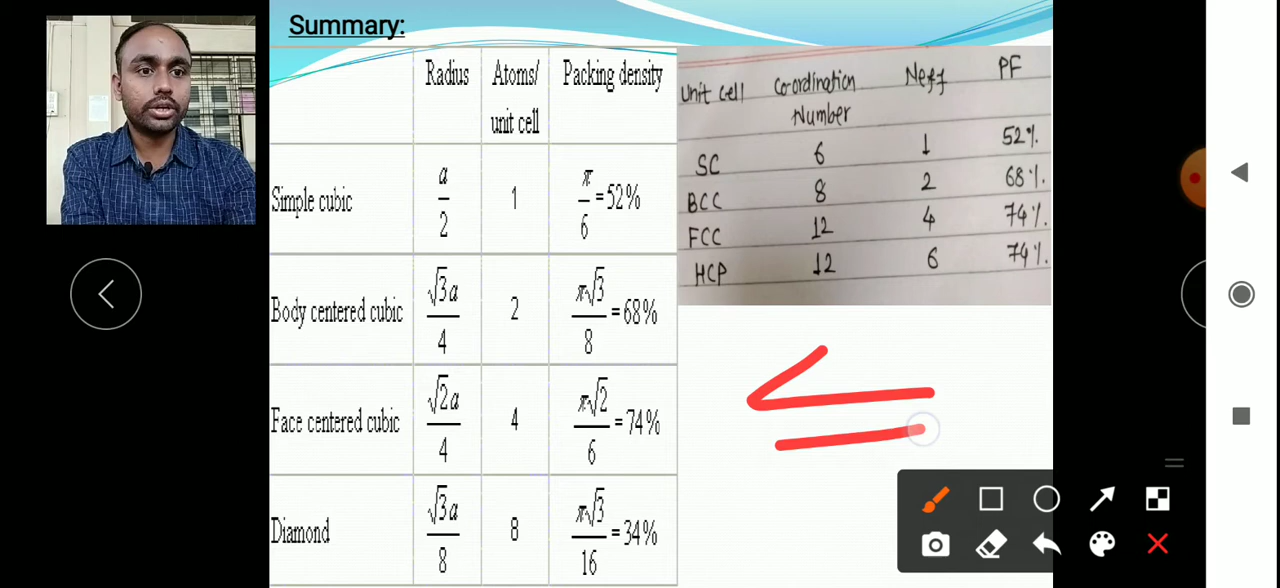 Summary:
Radius Atoms/ unit cell Packing density
Simple cubic a/2 1 π/6 =52%
Body centered cubic √3a/4 2 π√3/8 =68%
Face centered cubic √2a/4 4 π√2/6 =74%
Diamond √3a/8 8 π√3/16 =34%
Unit cell Co-ordination Number Neff PF
SC 6 1 52%.
BCC 8 2 68%.
FCC 12 4 74%.
HCP 12 6 74%.